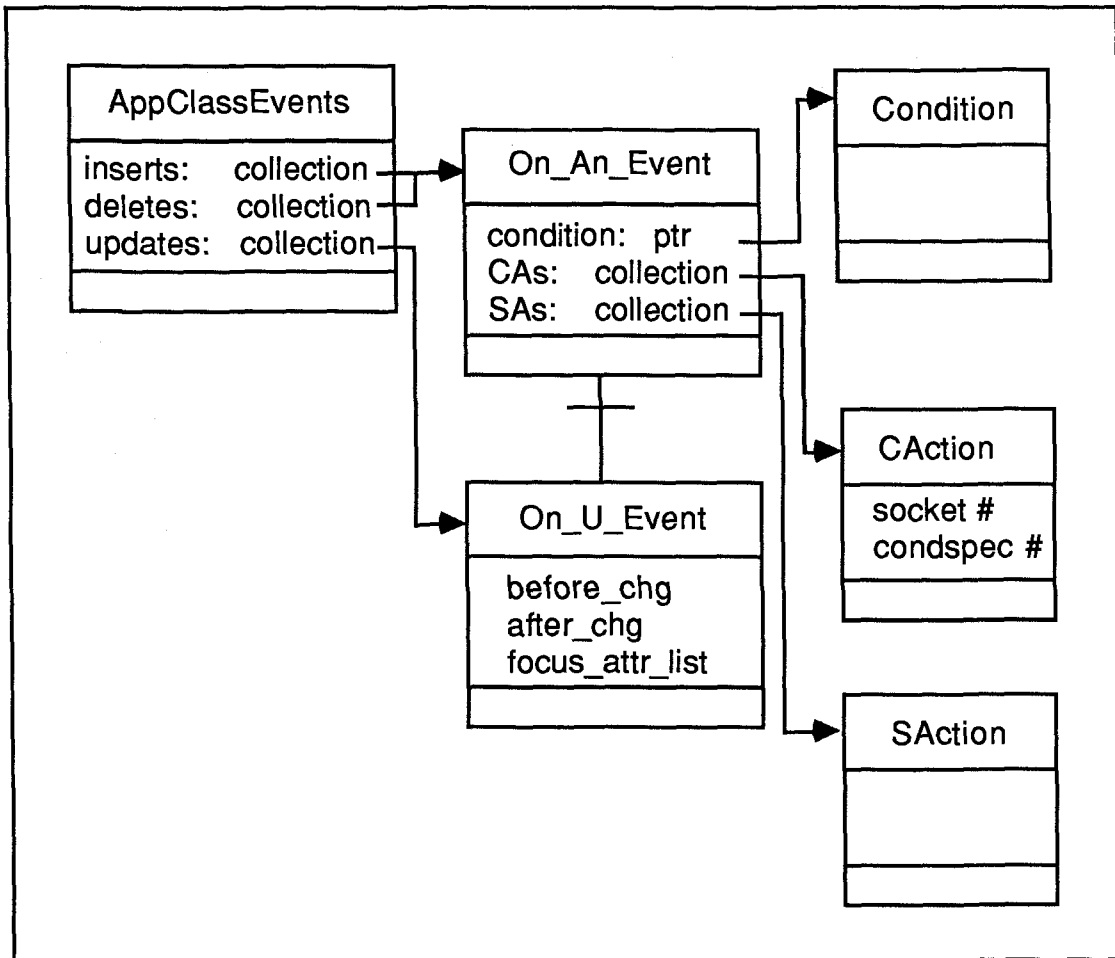 AppClassEvents
inserts: collection
deletes: collection
updates: collection
On_An_Event
condition: ptr
CAs: collection
SAs: collection
On_U_Event
before_chg
after_chg
focus_attr_list
Condition
CAction
socket #
condspec #
SAction